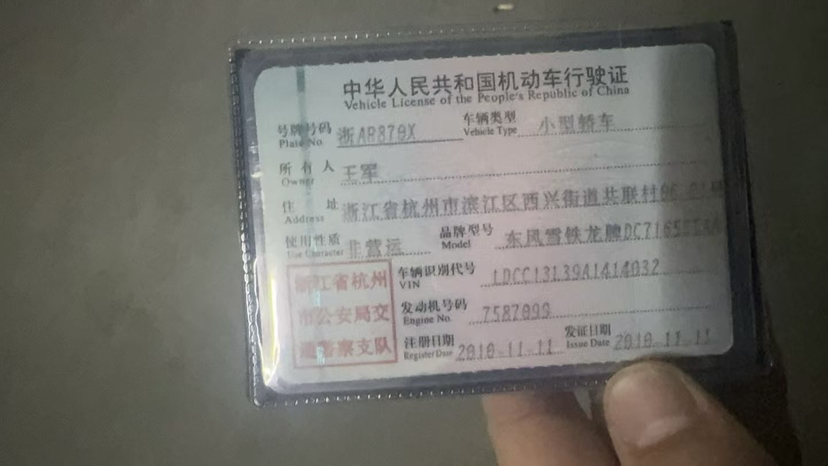 中华人民共和国机动车行驶证
Vehicle License of the People's Republic of China
号牌号码 浙AR870X 车辆类型 小型轿车
Plate No. Vehicle Type
所有人 王军
Owner
住址 浙江省杭州市滨江区西兴街道共联村
Address
使用性质 非营运 品牌型号 东风雪铁龙牌
Use Character Model
浙江省杭州 车辆识别代号 LDCC13L39A1414032
VIN
市公安局交 发动机号码 7587099
Engine No.
通警察支队 注册日期 2010-11-11 发证日期 2010-11-11
Register Date Issue Date